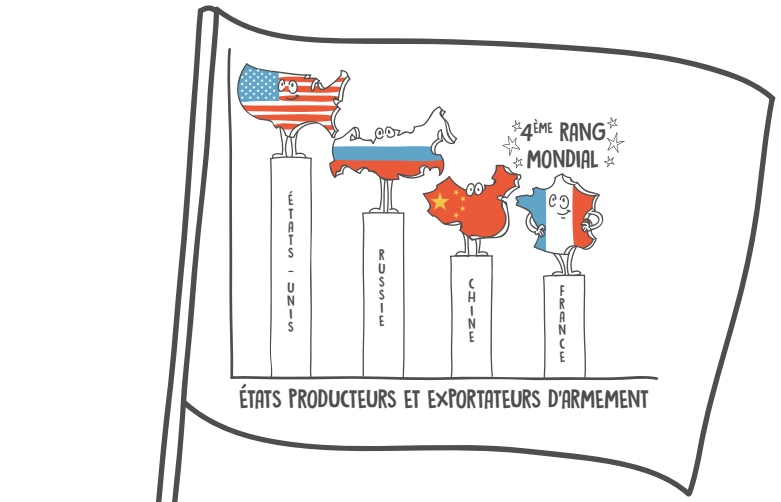 4ÈME RANG
MONDIAL
ÉTATS - UNIS
RUSSIE
CHINE
FRANCE
ÉTATS PRODUCTEURS ET EXPORTATEURS D'ARMEMENT